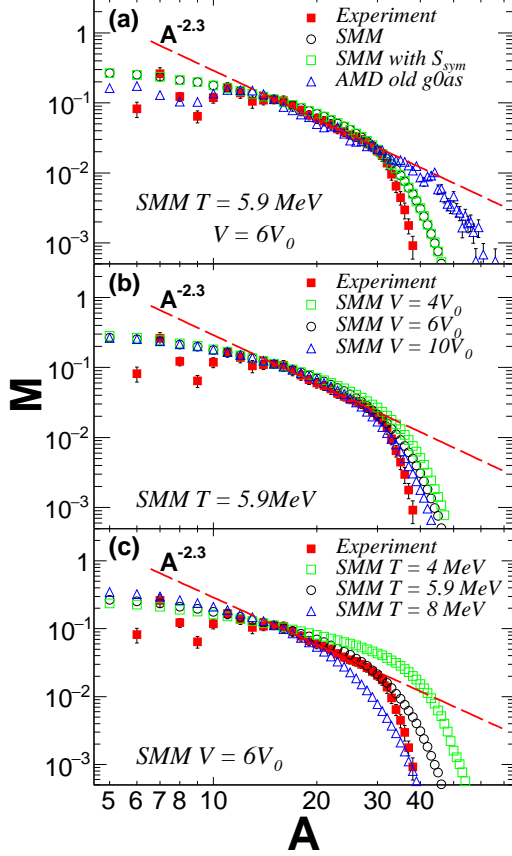 (a)
A^-2.3
Experiment
SMM
SMM with S_sym
AMD old g0as
SMM T = 5.9 MeV
V = 6V_0
1
10^-1
10^-2
10^-3
(b)
A^-2.3
Experiment
SMM V = 4V_0
SMM V = 6V_0
SMM V = 10V_0
SMM T = 5.9MeV
1
10^-1
10^-2
10^-3
M
(c)
A^-2.3
Experiment
SMM T = 4 MeV
SMM T = 5.9 MeV
SMM T = 8 MeV
SMM V = 6V_0
1
10^-1
10^-2
10^-3
5 6 7 8 10 20 30 40
A